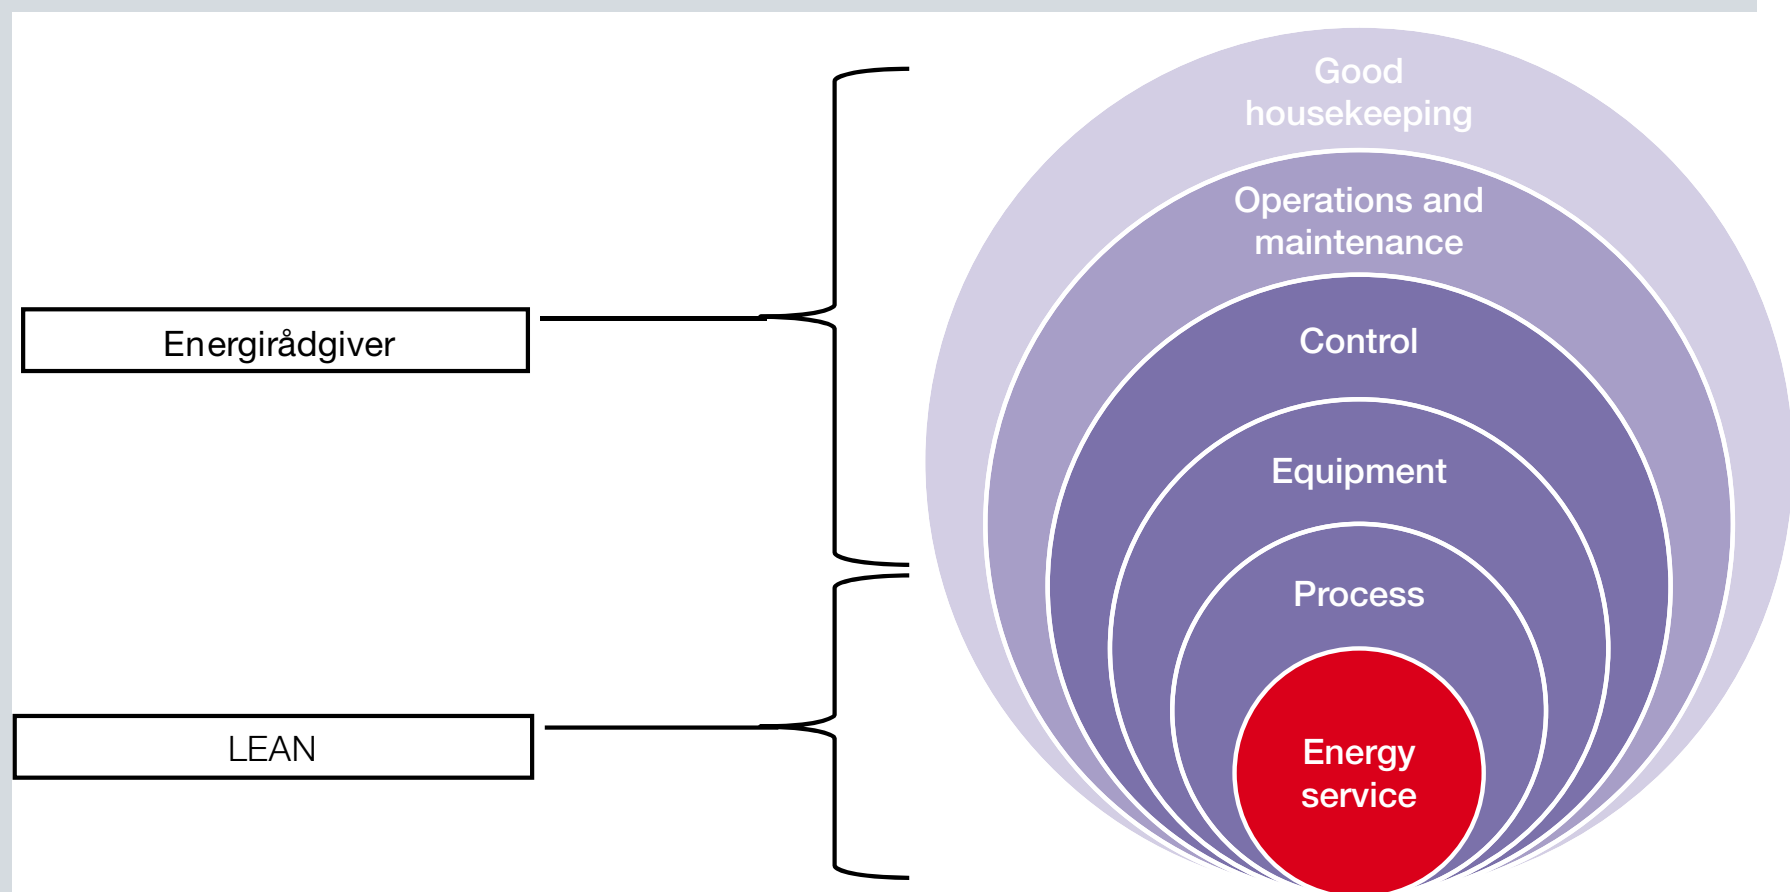 Good
housekeeping
Operations and
maintenance
Control
Energirådgiver
Equipment
Process
LEAN
Energy
service